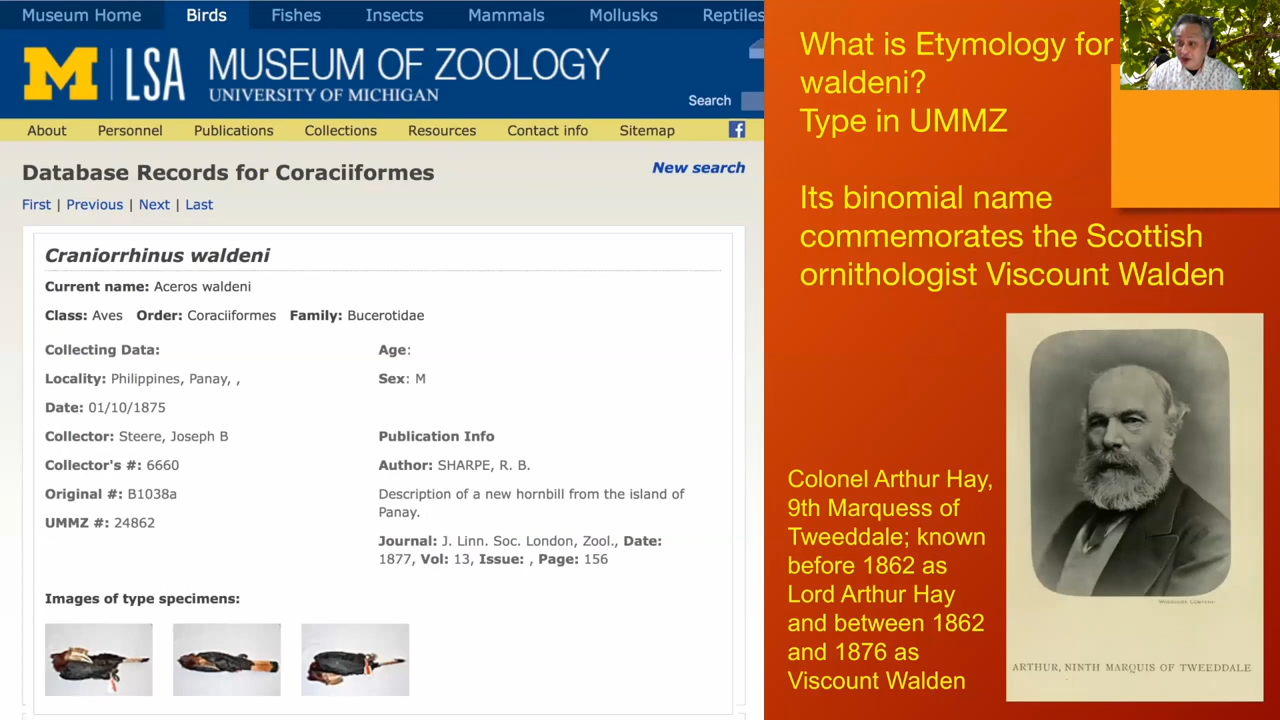 Museum Home Birds Fishes Insects Mammals Mollusks Reptiles
M LSA MUSEUM OF ZOOLOGY
UNIVERSITY OF MICHIGAN
Search
About Personnel Publications Collections Resources Contact info Sitemap f
Database Records for Coraciiformes
New search
First | Previous | Next | Last
Craniorrhinus waldeni
Current name: Aceros waldeni
Class: Aves Order: Coraciiformes Family: Bucerotidae
Collecting Data: Age:
Locality: Philippines, Panay, , Sex: M
Date: 01/10/1875
Collector: Steere, Joseph B Publication Info
Collector's #: 6660 Author: SHARPE, R. B.
Original #: B1038a Description of a new hornbill from the island of
Panay.
UMMZ #: 24862
Journal: J. Linn. Soc. London, Zool., Date:
1877, Vol: 13, Issue: , Page: 156
Images of type specimens:
What is Etymology for
waldeni?
Type in UMMZ
Its binomial name
commemorates the Scottish
ornithologist Viscount Walden
Colonel Arthur Hay,
9th Marquess of
Tweeddale; known
before 1862 as
Lord Arthur Hay
and between 1862
and 1876 as
Viscount Walden
ARTHUR, NINTH MARQUIS OF TWEEDDALE